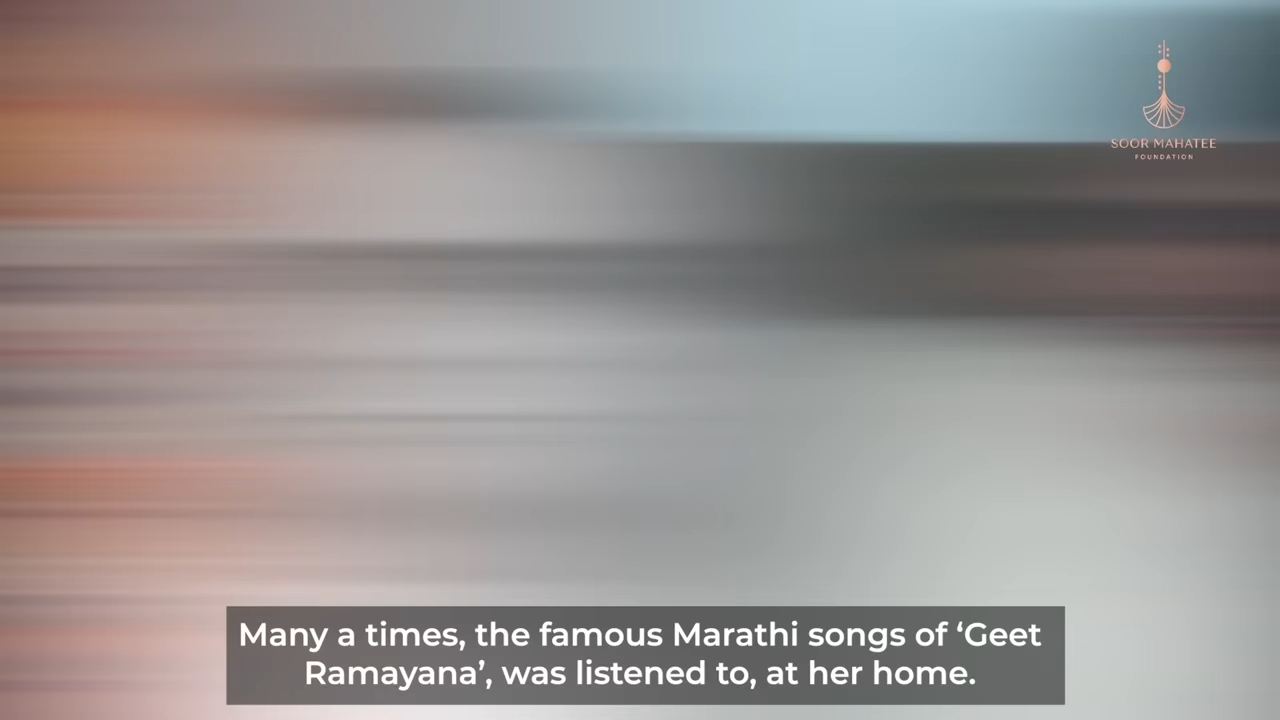 SOOR MAHATEE
FOUNDATION
Many a times, the famous Marathi songs of ‘Geet
Ramayana’, was listened to, at her home.